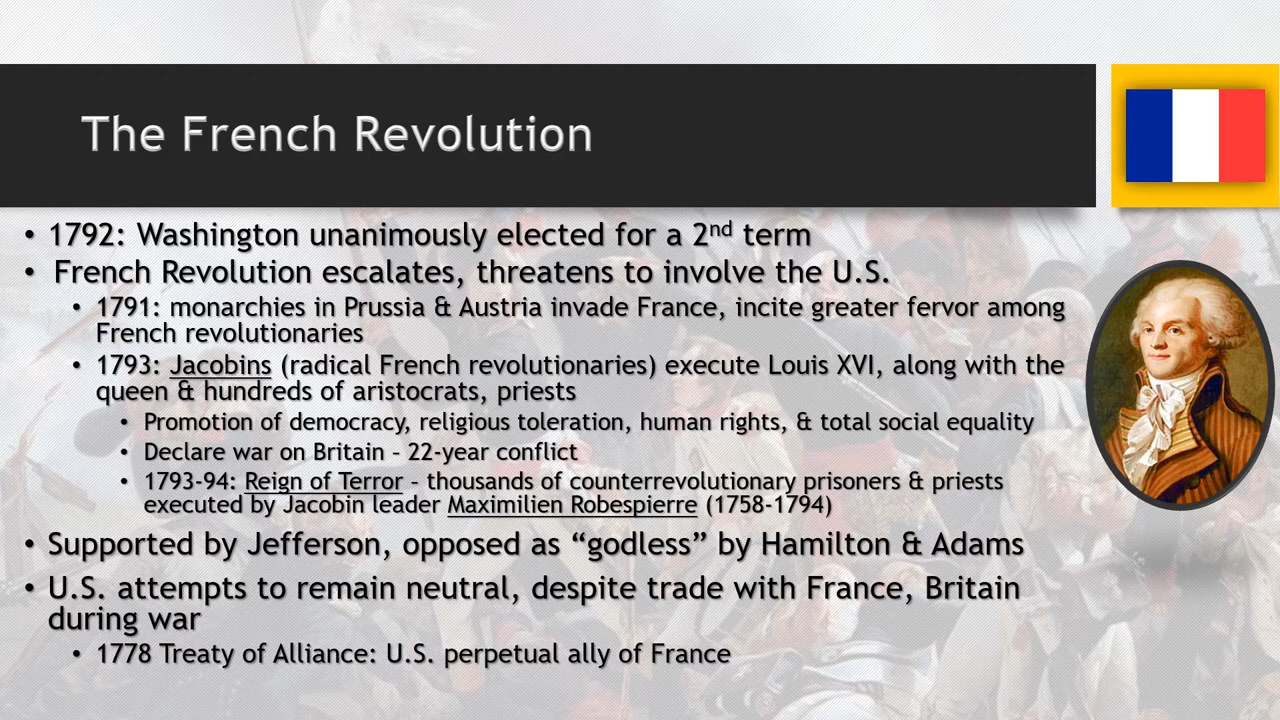 The French Revolution
• 1792: Washington unanimously elected for a 2nd term
• French Revolution escalates, threatens to involve the U.S.
• 1791: monarchies in Prussia & Austria invade France, incite greater fervor among
French revolutionaries
• 1793: Jacobins (radical French revolutionaries) execute Louis XVI, along with the
queen & hundreds of aristocrats, priests
• Promotion of democracy, religious toleration, human rights, & total social equality
• Declare war on Britain – 22-year conflict
• 1793-94: Reign of Terror – thousands of counterrevolutionary prisoners & priests
executed by Jacobin leader Maximilien Robespierre (1758-1794)
• Supported by Jefferson, opposed as “godless” by Hamilton & Adams
• U.S. attempts to remain neutral, despite trade with France, Britain
during war
• 1778 Treaty of Alliance: U.S. perpetual ally of France